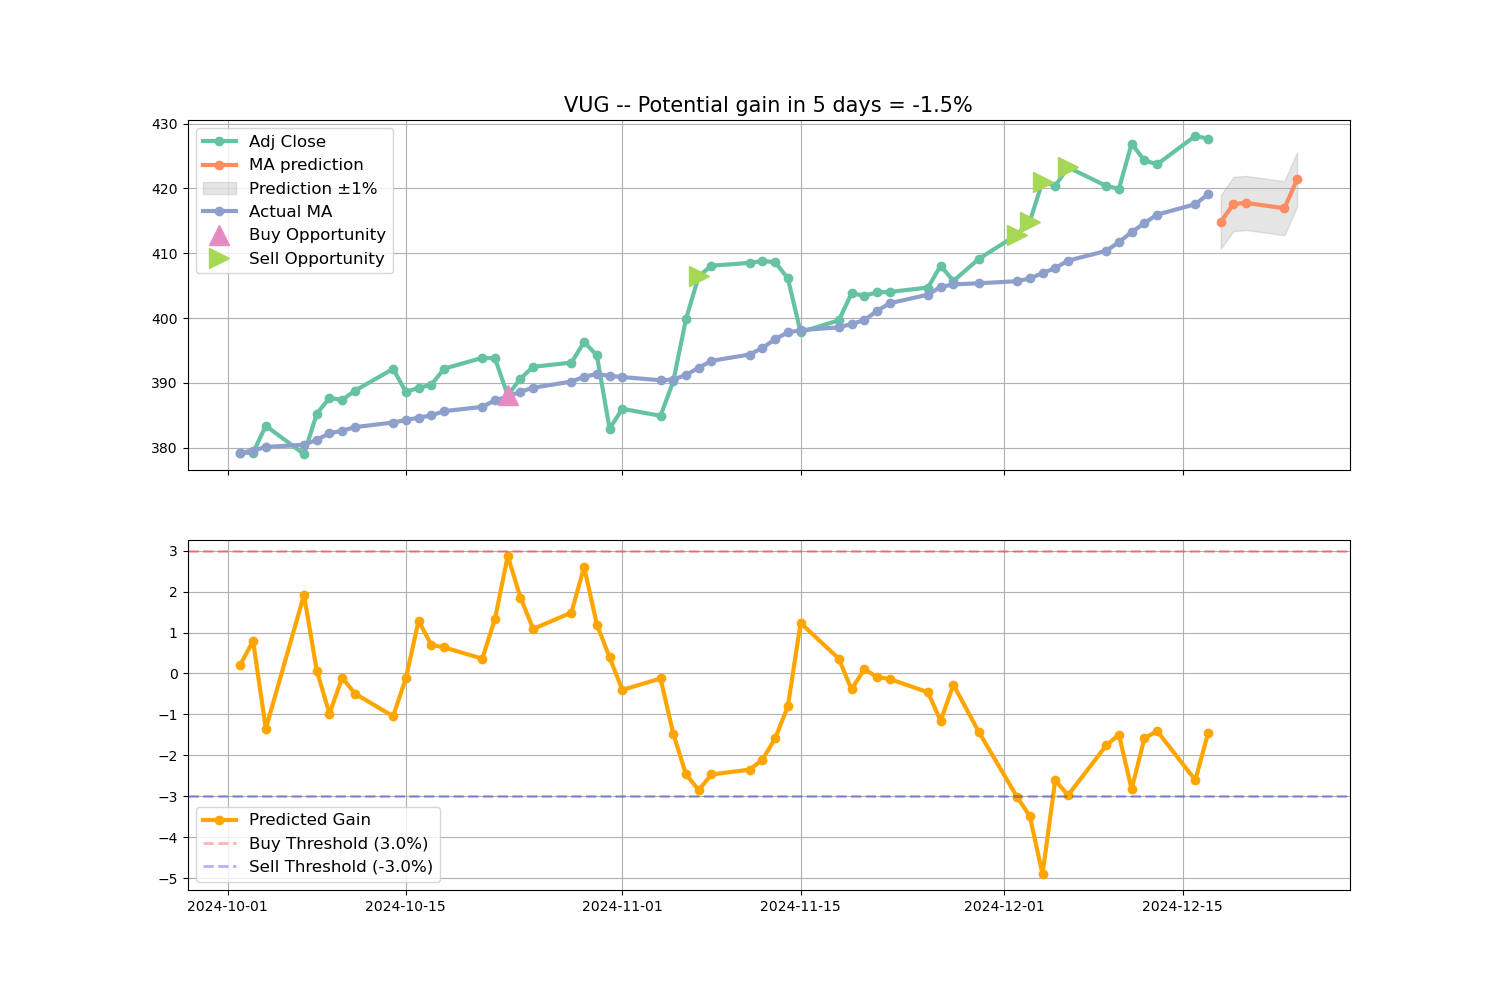 VUG -- Potential gain in 5 days = -1.5%
430
420
410
400
390
380
Adj Close
MA prediction
Prediction ±1%
Actual MA
Buy Opportunity
Sell Opportunity
3
2
1
0
−1
−2
−3
−4
−5
Predicted Gain
Buy Threshold (3.0%)
Sell Threshold (-3.0%)
2024-10-01 2024-10-15 2024-11-01 2024-11-15 2024-12-01 2024-12-15